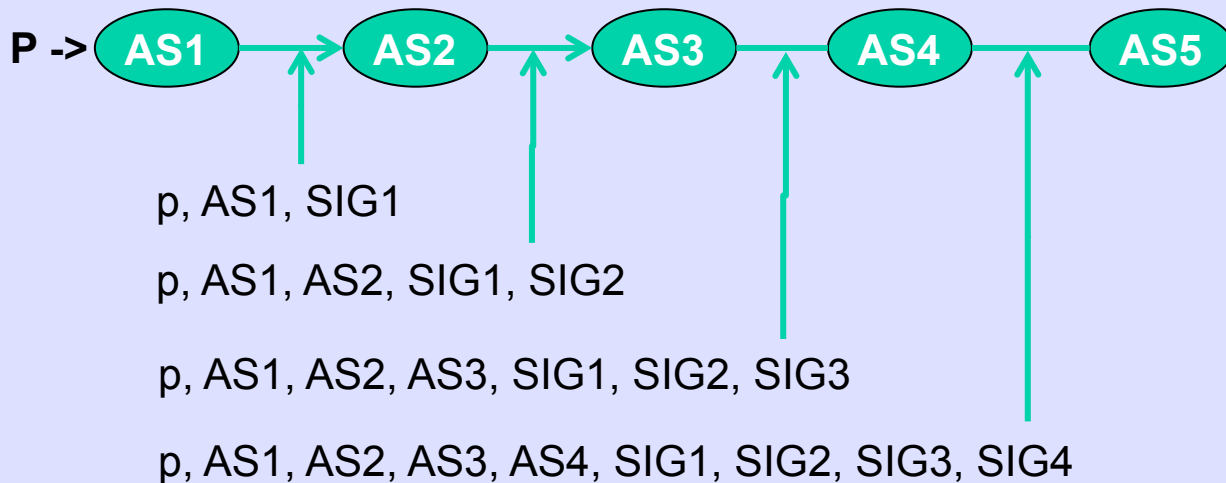 P -> AS1 AS2 AS3 AS4 AS5
p, AS1, SIG1
p, AS1, AS2, SIG1, SIG2
p, AS1, AS2, AS3, SIG1, SIG2, SIG3
p, AS1, AS2, AS3, AS4, SIG1, SIG2, SIG3, SIG4